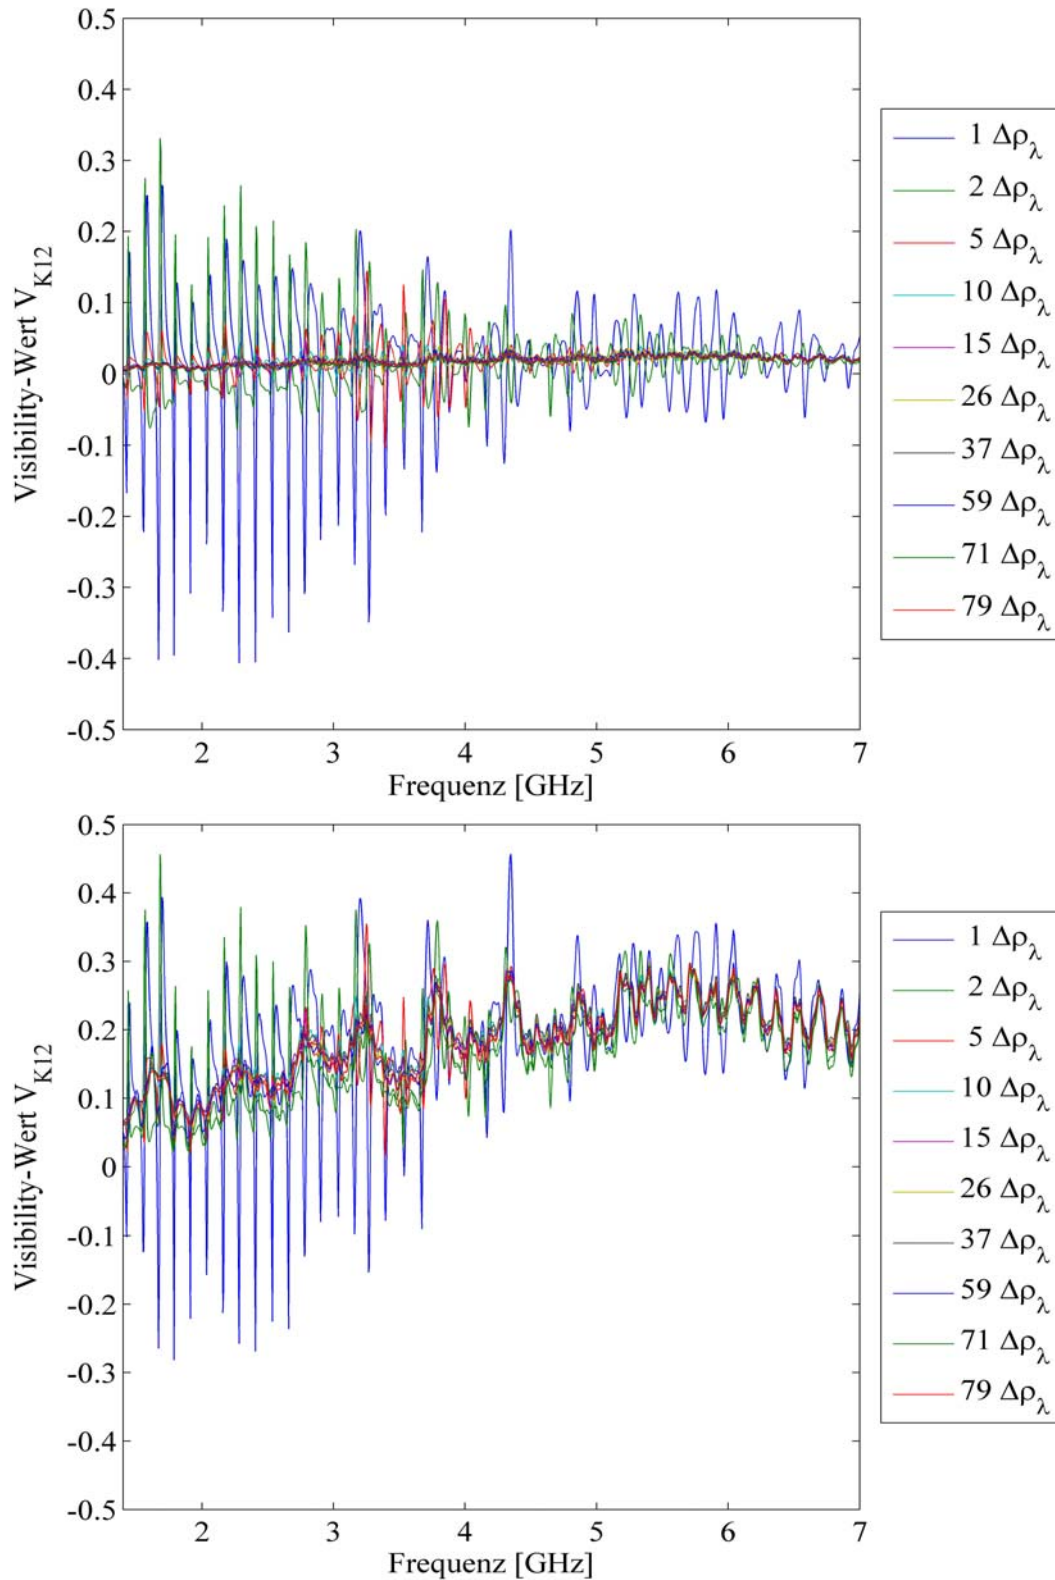 0.5
0.4
0.3
0.2
0.1
0
-0.1
-0.2
-0.3
-0.4
-0.5
Visibility-Wert V_K12
2 3 4 5 6 7
Frequenz [GHz]
1 Δρ_λ
2 Δρ_λ
5 Δρ_λ
10 Δρ_λ
15 Δρ_λ
26 Δρ_λ
37 Δρ_λ
59 Δρ_λ
71 Δρ_λ
79 Δρ_λ
0.5
0.4
0.3
0.2
0.1
0
-0.1
-0.2
-0.3
-0.4
-0.5
Visibility-Wert V_K12
2 3 4 5 6 7
Frequenz [GHz]
1 Δρ_λ
2 Δρ_λ
5 Δρ_λ
10 Δρ_λ
15 Δρ_λ
26 Δρ_λ
37 Δρ_λ
59 Δρ_λ
71 Δρ_λ
79 Δρ_λ